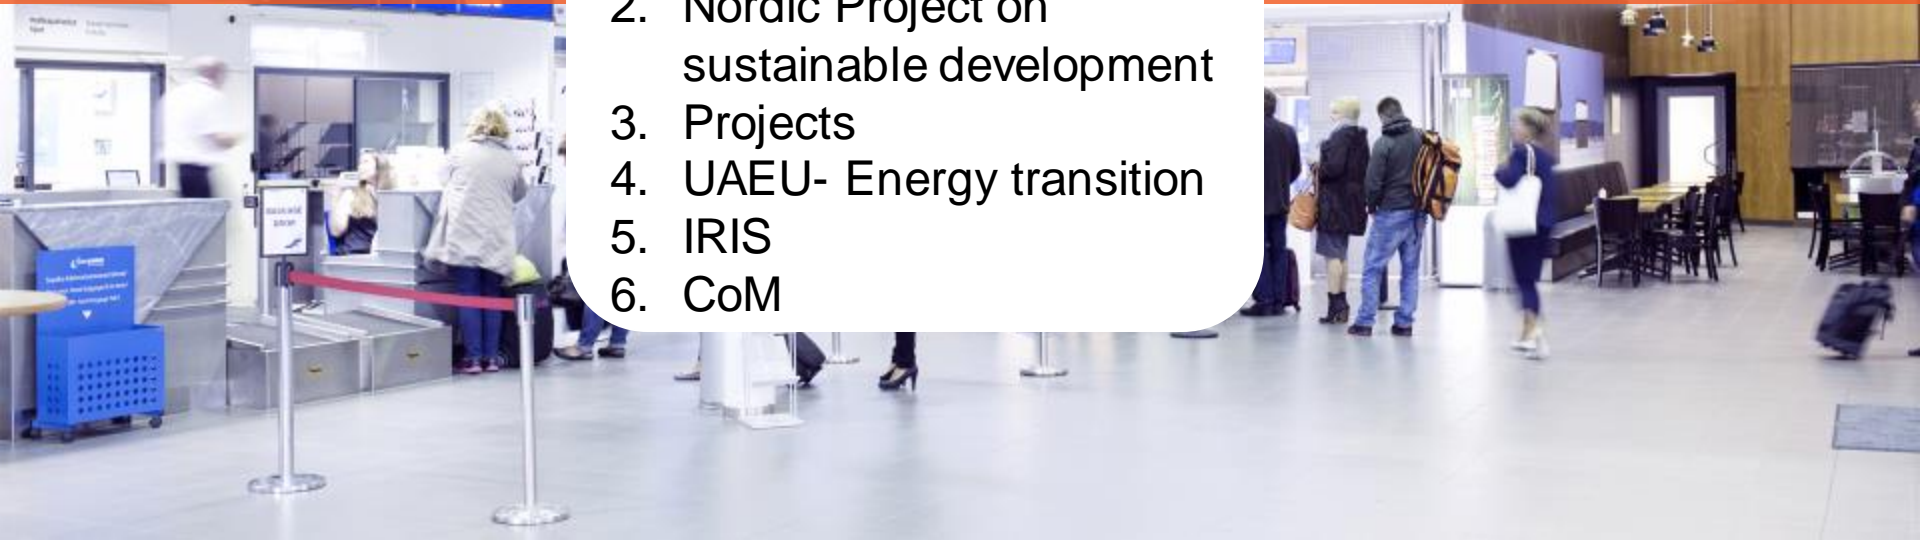 2. Nordic Project on
sustainable development
3. Projects
4. UAEU- Energy transition
5. IRIS
6. CoM